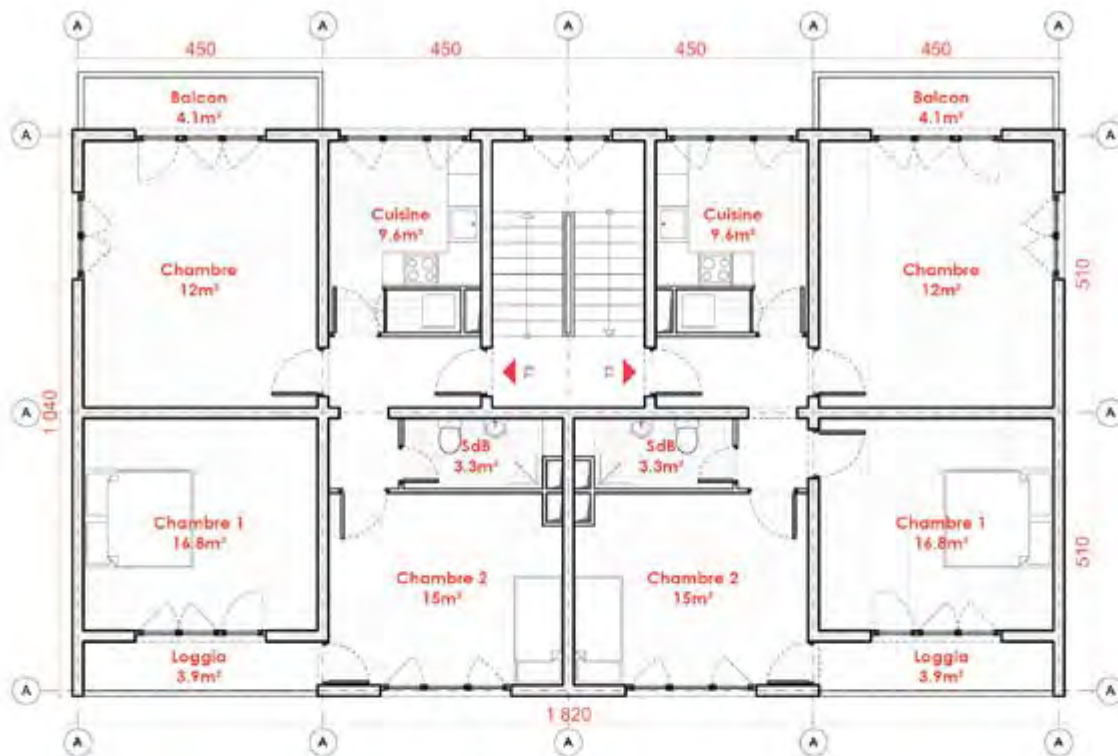 A A A A A
450 450 450 450
Balcon Balcon
4.1m² 4.1m²
A A
Cuisine Cuisine
9.6m² 9.6m²
Chambre Chambre
12m² 12m²
510
A A
1 040
SdB SdB
3.3m² 3.3m²
Chambre 1 Chambre 1
16.8m² 16.8m²
510
Chambre 2 Chambre 2
15m² 15m²
Loggia Loggia
3.9m² 3.9m²
A A
1 820
A A A A A